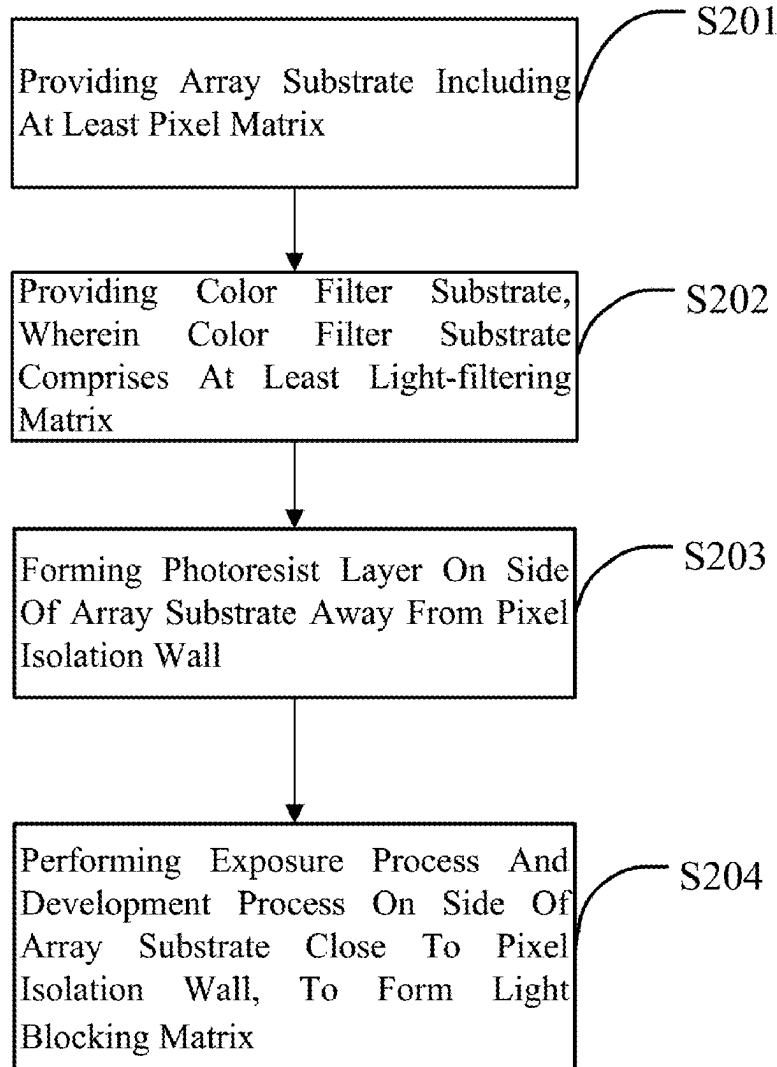 S201
Providing Array Substrate Including
At Least Pixel Matrix
S202
Providing Color Filter Substrate,
Wherein Color Filter Substrate
Comprises At Least Light-filtering
Matrix
S203
Forming Photoresist Layer On Side
Of Array Substrate Away From Pixel
Isolation Wall
S204
Performing Exposure Process And
Development Process On Side Of
Array Substrate Close To Pixel
Isolation Wall, To Form Light
Blocking Matrix